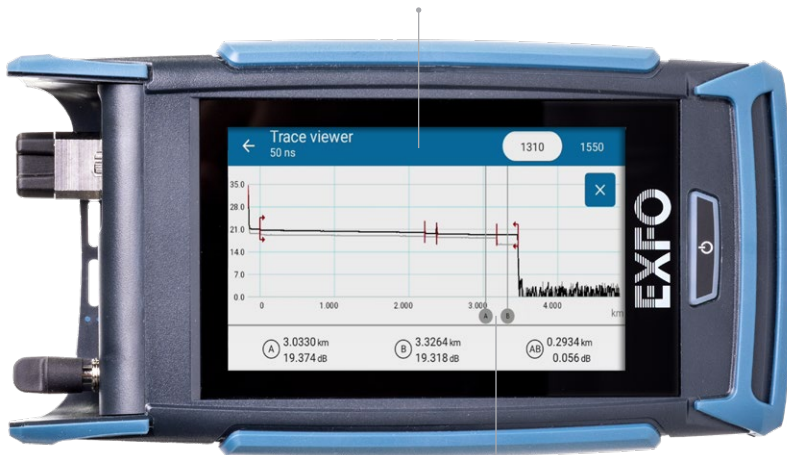 Trace viewer
50 ns
1310
1550
X
35.0
28.0
21.0
14.0
7.0
0.0
0
1.000
2.000
3.000
4.000
km
A
B
A
3.0330 km
19.374 dB
B
3.3264 km
19.318 dB
AB
0.2934 km
0.056 dB
EXFO